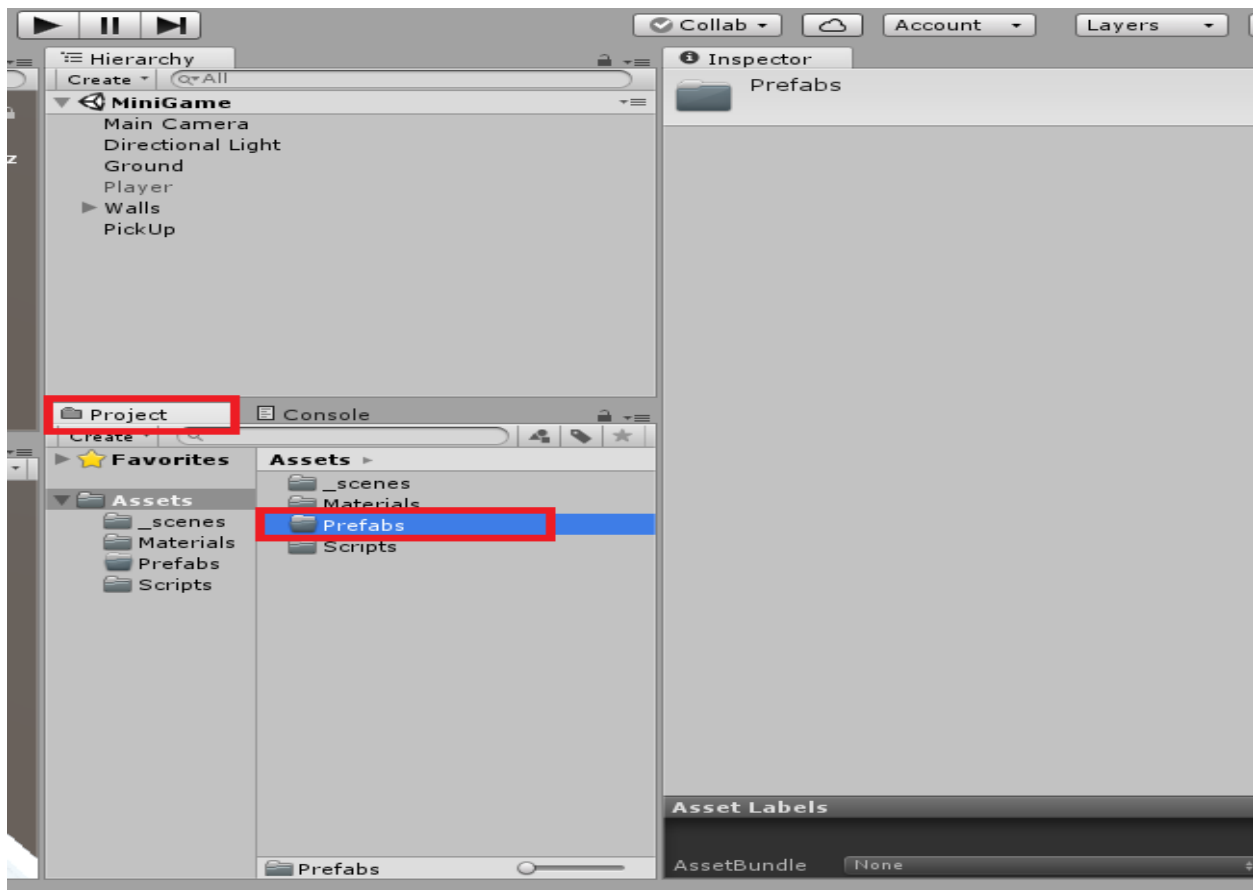 Collab
Account
Layers
Hierarchy
Create
All
MiniGame
Main Camera
Directional Light
Ground
Player
Walls
PickUp
Project
Console
Create
Favorites
Assets
_scenes
Materials
Prefabs
Scripts
Assets
_scenes
Materials
Prefabs
Scripts
Prefabs
Inspector
Prefabs
Asset Labels
AssetBundle None
z